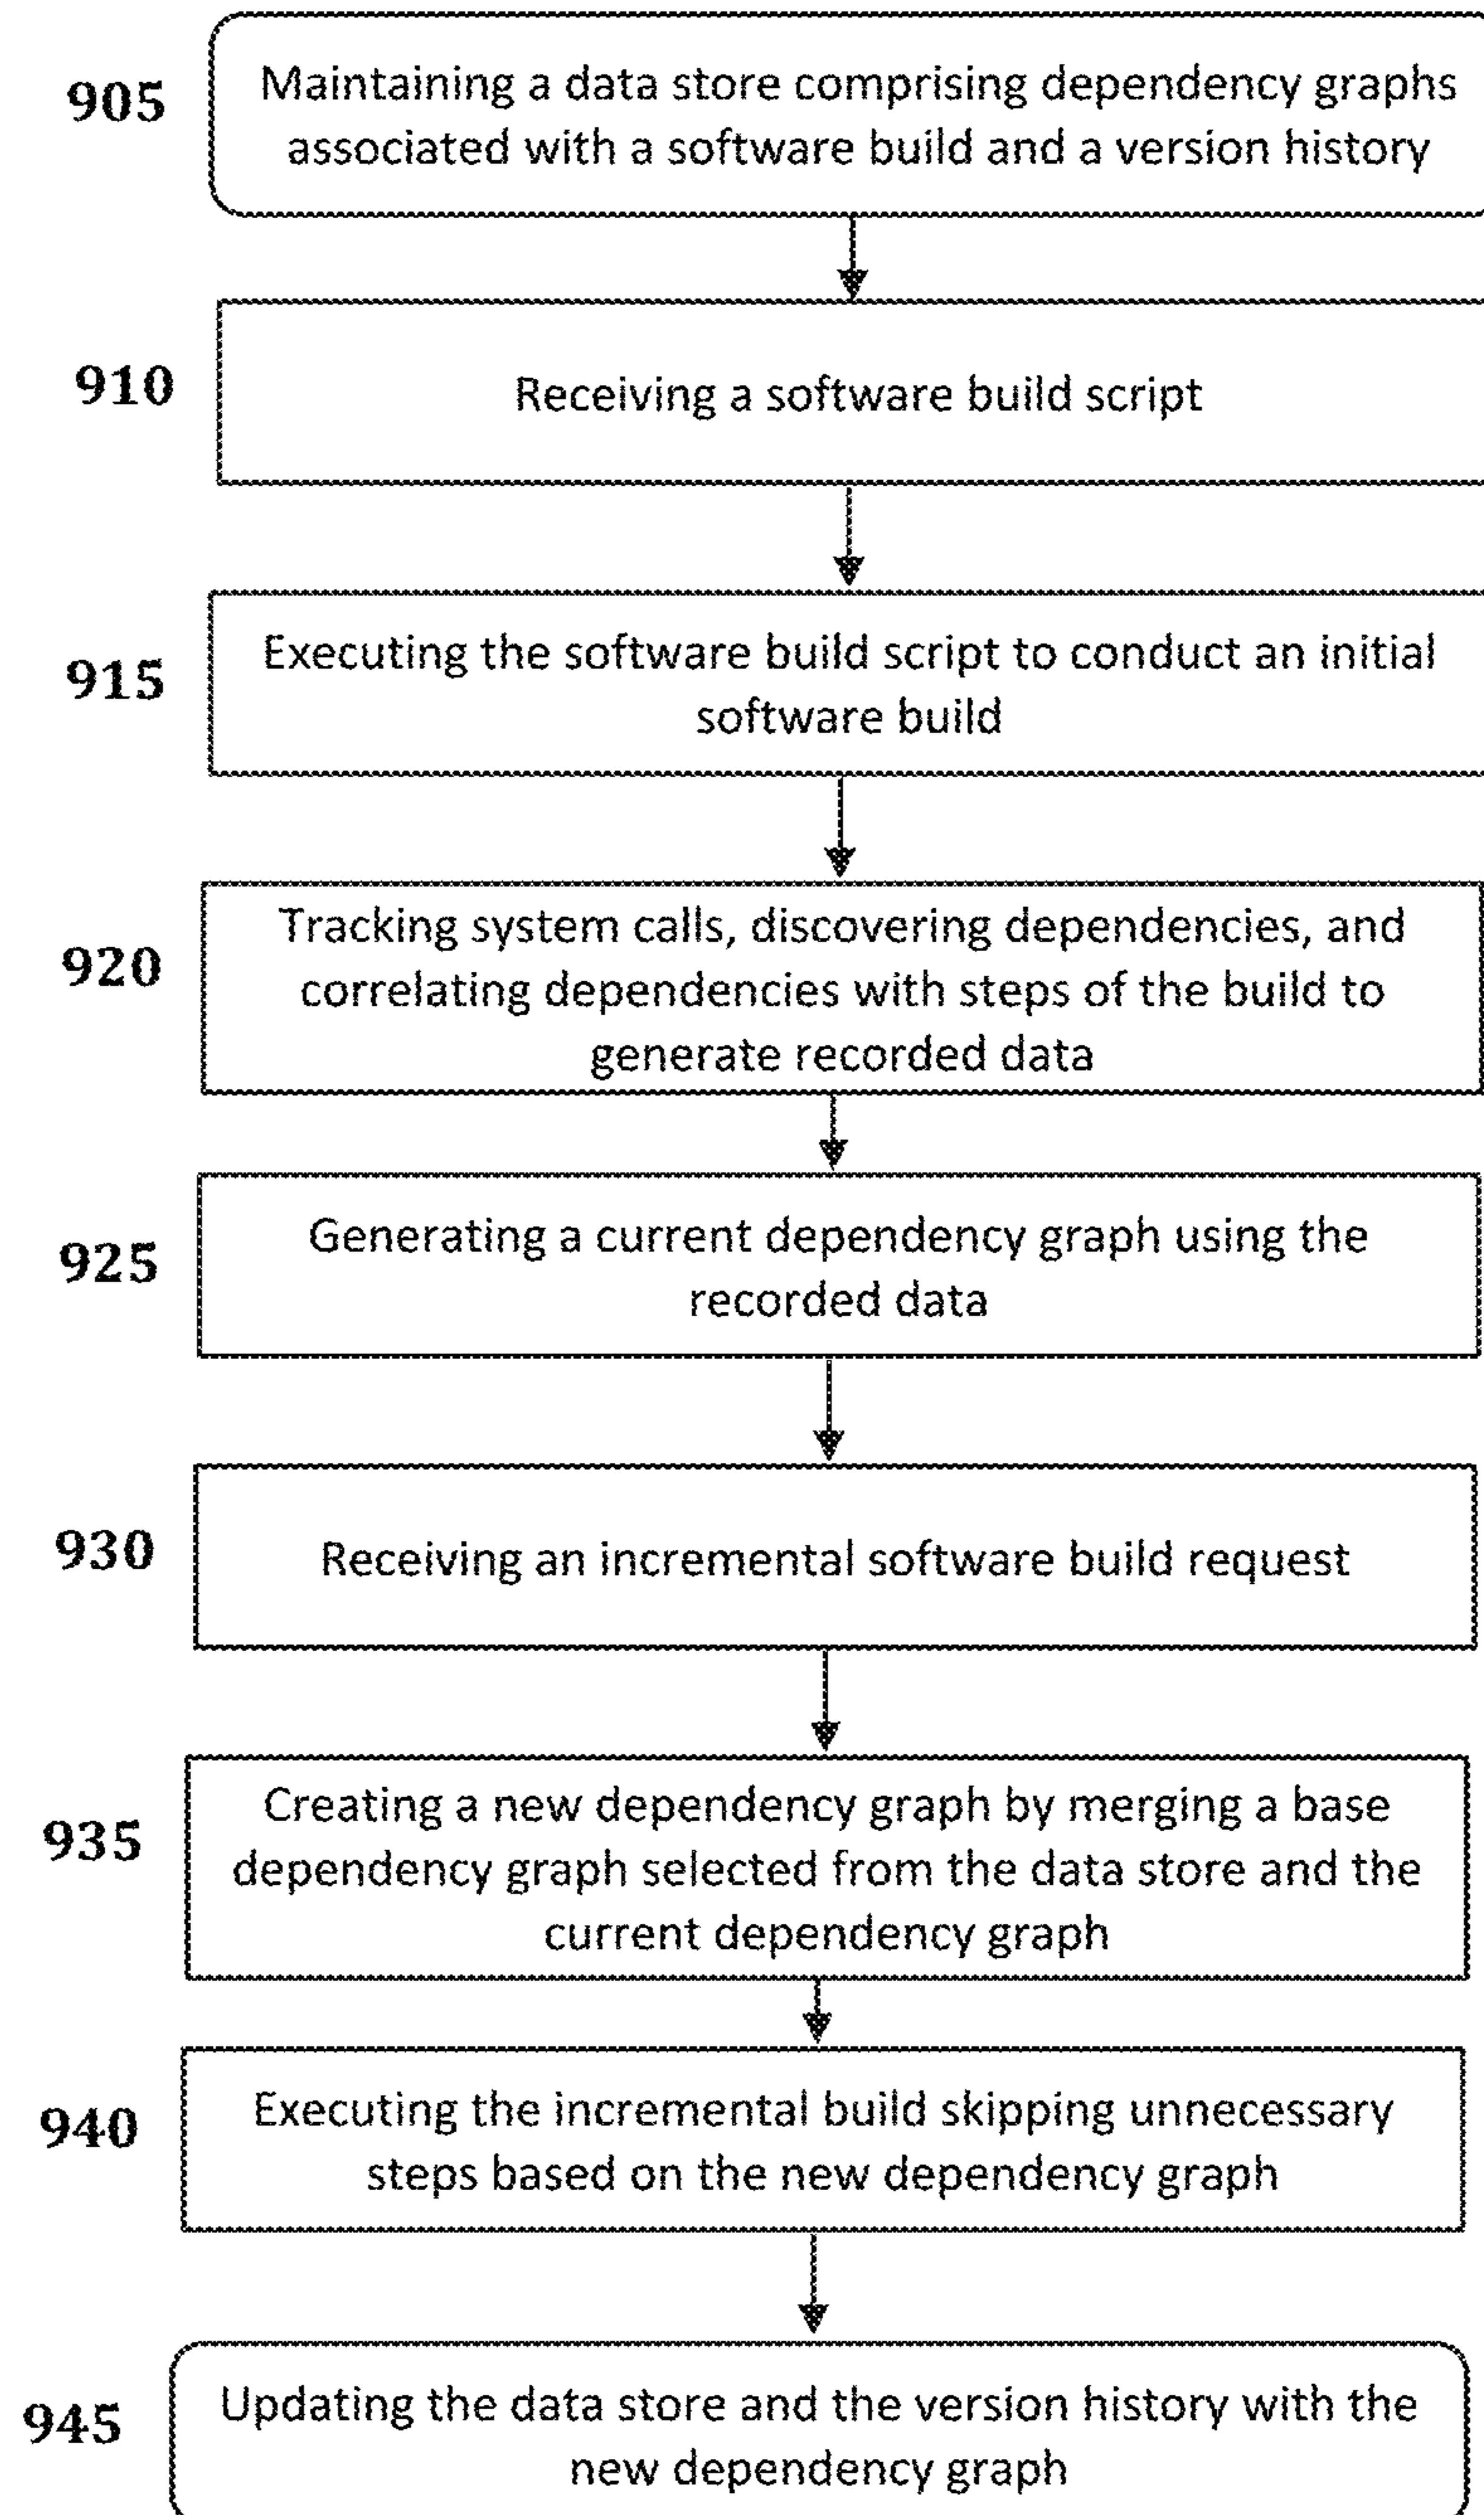 905
Maintaining a data store comprising dependency graphs
associated with a software build and a version history
910
Receiving a software build script
915
Executing the software build script to conduct an initial
software build
920
Tracking system calls, discovering dependencies, and
correlating dependencies with steps of the build to
generate recorded data
925
Generating a current dependency graph using the
recorded data
930
Receiving an incremental software build request
935
Creating a new dependency graph by merging a base
dependency graph selected from the data store and the
current dependency graph
940
Executing the incremental build skipping unnecessary
steps based on the new dependency graph
945
Updating the data store and the version history with the
new dependency graph